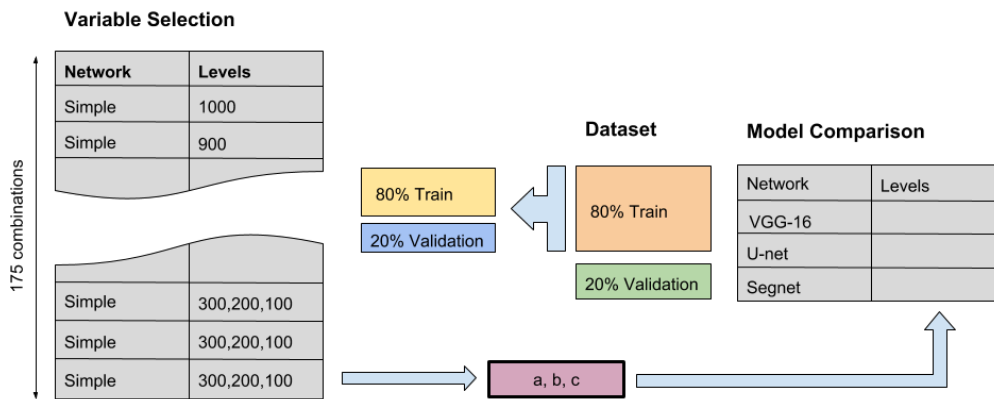 Variable Selection
Network Levels
Simple 1000
Simple 900
Simple 300,200,100
Simple 300,200,100
Simple 300,200,100
175 combinations
80% Train
20% Validation
Dataset
80% Train
20% Validation
Model Comparison
Network Levels
VGG-16
U-net
Segnet
a, b, c